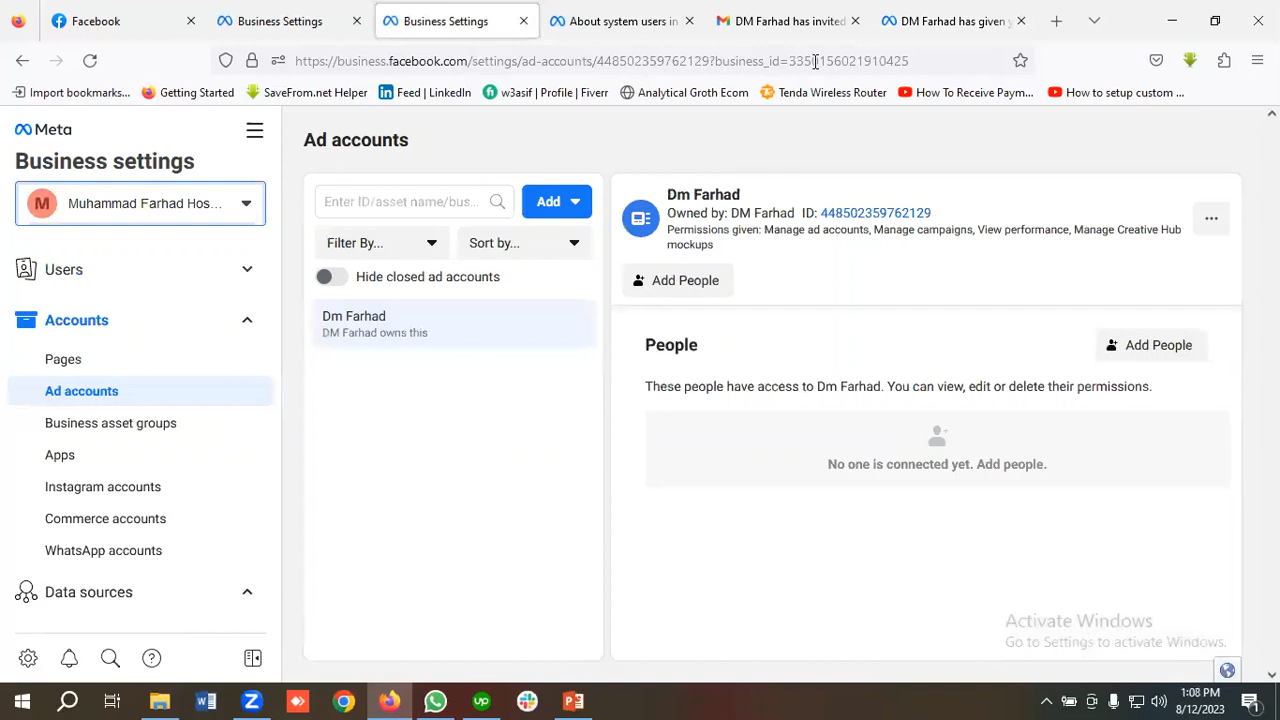 Facebook
Business Settings
Business Settings
About system users in
DM Farhad has invited
DM Farhad has given y
https://business.facebook.com/settings/ad-accounts/448502359762129?business_id=335
156021910425
Import bookmarks...
Getting Started
SaveFrom.net Helper
Feed | LinkedIn
w3asif | Profile | Fiverr
Analytical Groth Ecom
Tenda Wireless Router
How To Receive Paym...
How to setup custom ...
Meta
Business settings
M
Muhammad Farhad Hos...
Users
Accounts
Pages
Ad accounts
Business asset groups
Apps
Instagram accounts
Commerce accounts
WhatsApp accounts
Data sources
Ad accounts
Enter ID/asset name/bus...
Add
Filter By...
Sort by...
Hide closed ad accounts
Dm Farhad
DM Farhad owns this
Dm Farhad
Owned by: DM Farhad ID: 448502359762129
Permissions given: Manage ad accounts, Manage campaigns, View performance, Manage Creative Hub
mockups
Add People
People
Add People
These people have access to Dm Farhad. You can view, edit or delete their permissions.
No one is connected yet. Add people.
Activate Windows
Go to Settings to activate Windows.
1:08 PM
8/12/2023